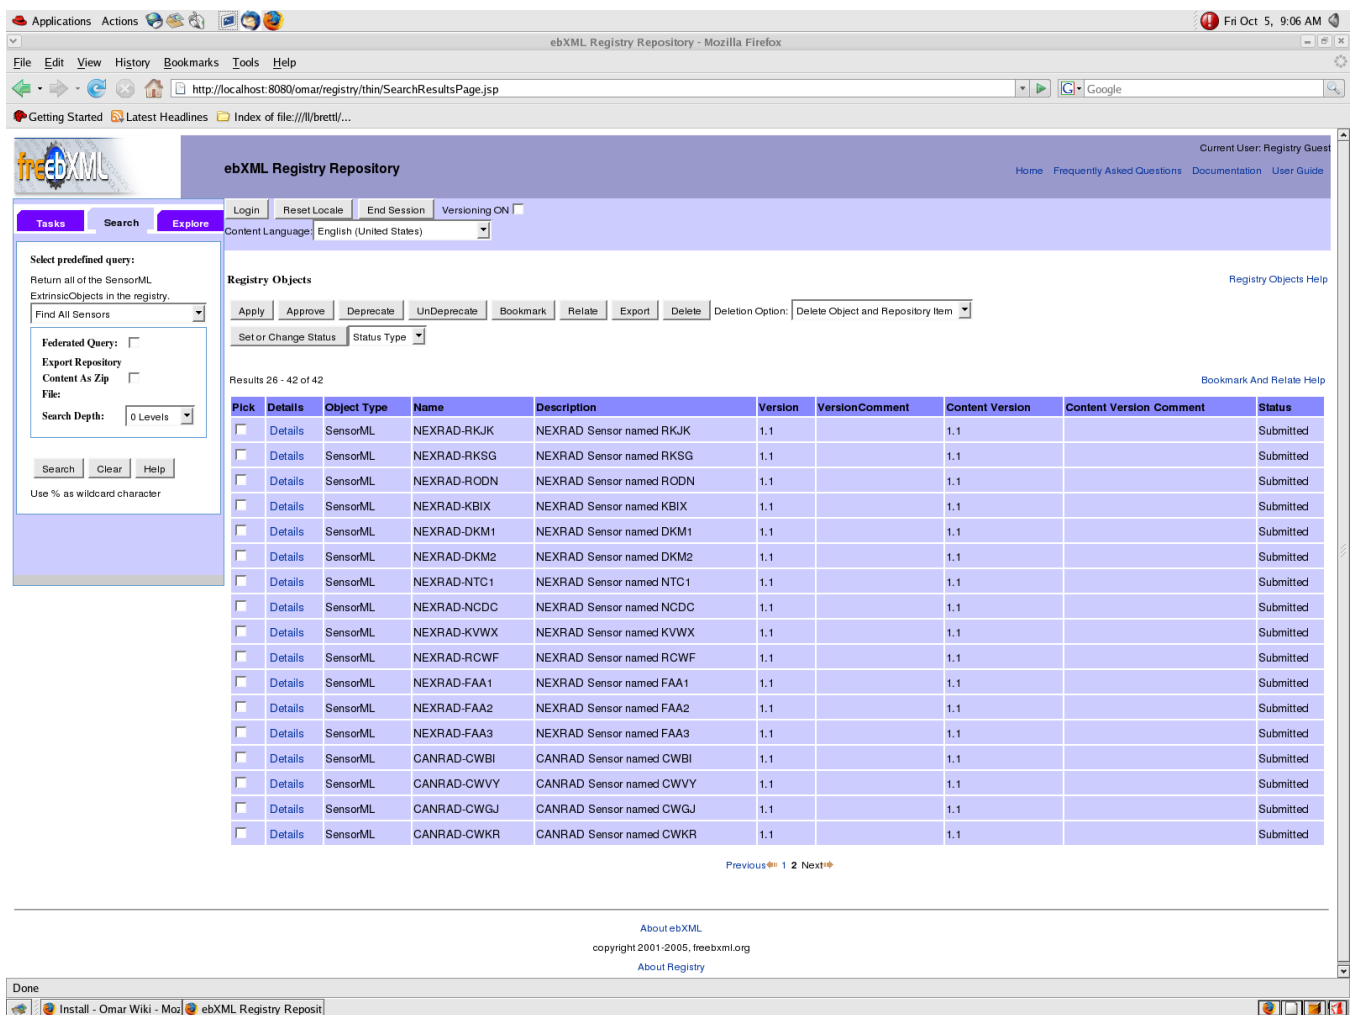 Applications Actions Fri Oct 5, 9:06 AM
ebXML Registry Repository - Mozilla Firefox
File Edit View History Bookmarks Tools Help
http://localhost:8080/omar/registry/thin/SearchResultsPage.jsp G Google
Getting Started Latest Headlines Index of file:///ll/brettl/...
freebXML
ebXML Registry Repository
Current User: Registry Guest
Home Frequently Asked Questions Documentation User Guide
Tasks Search Explore
Login Reset Locale End Session Versioning ON
Content Language: English (United States)
Select predefined query:
Return all of the SensorML
ExtrinsicObjects in the registry.
Find All Sensors
Federated Query:
Export Repository
Content As Zip
File:
Search Depth: 0 Levels
Search Clear Help
Use % as wildcard character
Registry Objects Registry Objects Help
Apply Approve Deprecate UnDeprecate Bookmark Relate Export Delete Deletion Option: Delete Object and Repository Item
Set or Change Status Status Type
Results 26 - 42 of 42 Bookmark And Relate Help
Pick Details Object Type Name Description Version VersionComment Content Version Content Version Comment Status
Details SensorML NEXRAD-RKJK NEXRAD Sensor named RKJK 1.1 1.1 Submitted
Details SensorML NEXRAD-RKSG NEXRAD Sensor named RKSG 1.1 1.1 Submitted
Details SensorML NEXRAD-RODN NEXRAD Sensor named RODN 1.1 1.1 Submitted
Details SensorML NEXRAD-KBIX NEXRAD Sensor named KBIX 1.1 1.1 Submitted
Details SensorML NEXRAD-DKM1 NEXRAD Sensor named DKM1 1.1 1.1 Submitted
Details SensorML NEXRAD-DKM2 NEXRAD Sensor named DKM2 1.1 1.1 Submitted
Details SensorML NEXRAD-NTC1 NEXRAD Sensor named NTC1 1.1 1.1 Submitted
Details SensorML NEXRAD-NCDC NEXRAD Sensor named NCDC 1.1 1.1 Submitted
Details SensorML NEXRAD-KVWX NEXRAD Sensor named KVWX 1.1 1.1 Submitted
Details SensorML NEXRAD-RCWF NEXRAD Sensor named RCWF 1.1 1.1 Submitted
Details SensorML NEXRAD-FAA1 NEXRAD Sensor named FAA1 1.1 1.1 Submitted
Details SensorML NEXRAD-FAA2 NEXRAD Sensor named FAA2 1.1 1.1 Submitted
Details SensorML NEXRAD-FAA3 NEXRAD Sensor named FAA3 1.1 1.1 Submitted
Details SensorML CANRAD-CWBI CANRAD Sensor named CWBI 1.1 1.1 Submitted
Details SensorML CANRAD-CWVY CANRAD Sensor named CWVY 1.1 1.1 Submitted
Details SensorML CANRAD-CWGJ CANRAD Sensor named CWGJ 1.1 1.1 Submitted
Details SensorML CANRAD-CWKR CANRAD Sensor named CWKR 1.1 1.1 Submitted
Previous 1 2 Next
About ebXML
copyright 2001-2005, freebxml.org
About Registry
Done
Install - Omar Wiki - Moz ebXML Registry Reposit